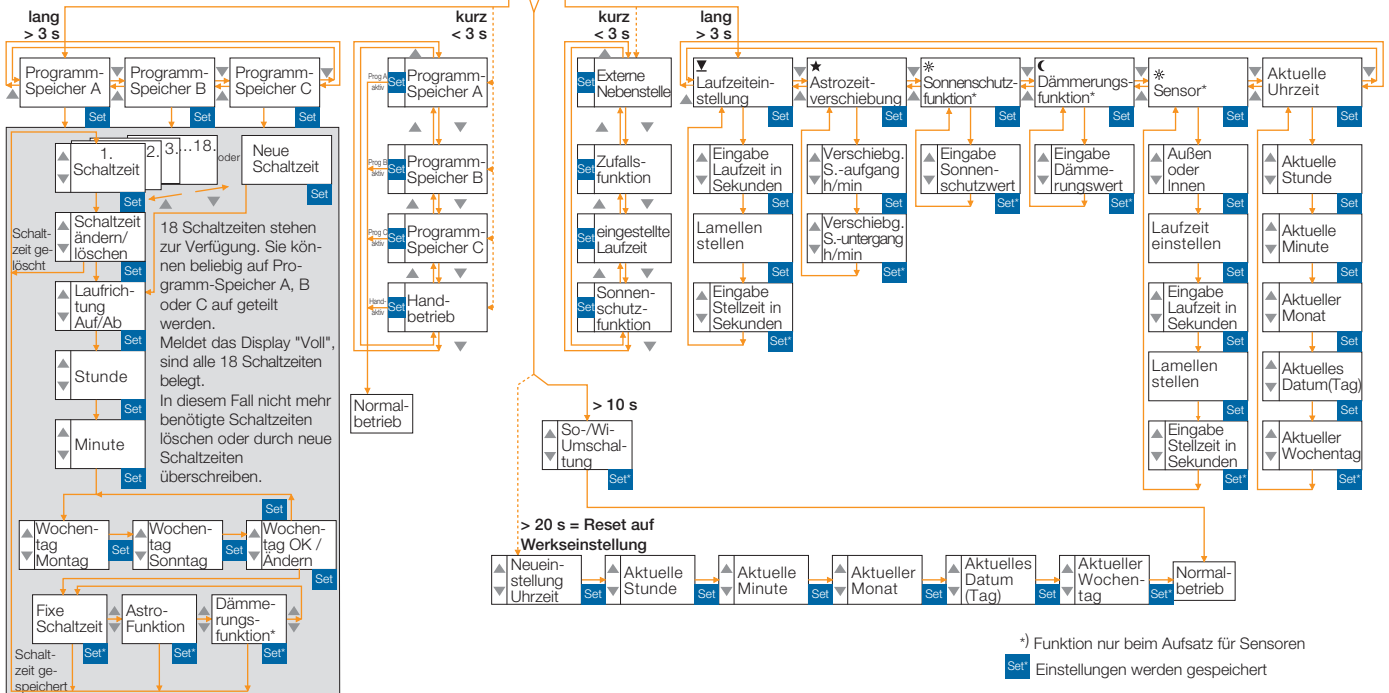 lang
> 3 s
kurz
< 3 s
kurz
< 3 s
lang
> 3 s
Programm-
Speicher A
Set
Programm-
Speicher B
Set
Programm-
Speicher C
Set
1.
Schaltzeit
2.
3....18.
Set
oder
Neue
Schaltzeit
Set
Schaltzeit
ändern/
löschen
Set
Schalt-
zeit ge-
löscht
Laufrich-
tung
Auf/Ab
Set
Stunde
Set
Minute
Set
18 Schaltzeiten stehen
zur Verfügung. Sie kön-
nen beliebig auf Pro-
gramm-Speicher A, B
oder C auf geteilt
werden.
Meldet das Display "Voll",
sind alle 18 Schaltzeiten
belegt.
In diesem Fall nicht mehr
benötigte Schaltzeiten
löschen oder durch neue
Schaltzeiten
überschreiben.
Wochen-
tag
Montag
Set
Wochen-
tag
Sonntag
Set
Set
Wochen-
tag OK /
Ändern
Set
Fixe
Schaltzeit
Set*
Astro-
Funktion
Set*
Dämme-
rungs-
funktion*
Set*
Schalt-
zeit ge-
speichert
Prog A
aktiv
Set
Programm-
Speicher A
Prog B
aktiv
Set
Programm-
Speicher B
Prog C
aktiv
Set
Programm-
Speicher C
Hand-
aktiv
Set
Hand-
betrieb
Normal-
betrieb
Set
Externe
Nebenstelle
Set
Zufalls-
funktion
Set
eingestellte
Laufzeit
Set
Sonnen-
schutz-
funktion
Laufzeitein-
stellung
Set
Eingabe
Laufzeit in
Sekunden
Set
Lamellen
stellen
Set
Eingabe
Stellzeit in
Sekunden
Set*
Astrozeit-
verschiebung
Set
Verschiebg.
S.-aufgang
h/min
Set
Verschiebg.
S.-untergang
h/min
Set*
Sonnenschutz-
funktion*
Set
Eingabe
Sonnen-
schutzwert
Set*
Dämmerungs-
funktion*
Set
Eingabe
Dämme-
rungswert
Set*
Sensor*
Set
Außen
oder
Innen
Set
Laufzeit
einstellen
Set
Eingabe
Laufzeit in
Sekunden
Set
Lamellen
stellen
Set
Eingabe
Stellzeit in
Sekunden
Set*
Aktuelle
Uhrzeit
Set
Aktuelle
Stunde
Set
Aktuelle
Minute
Set
Aktueller
Monat
Set
Aktuelles
Datum(Tag)
Set
Aktueller
Wochentag
Set*
> 10 s
So-/Wi-
Umschal-
tung
Set*
> 20 s = Reset auf
Werkseinstellung
Neuein-
stellung
Uhrzeit
Set
Aktuelle
Stunde
Set
Aktuelle
Minute
Set
Aktueller
Monat
Set
Aktuelles
Datum
(Tag)
Set
Aktueller
Wochen-
tag
Set*
Normal-
betrieb
*) Funktion nur beim Aufsatz für Sensoren
Set* Einstellungen werden gespeichert